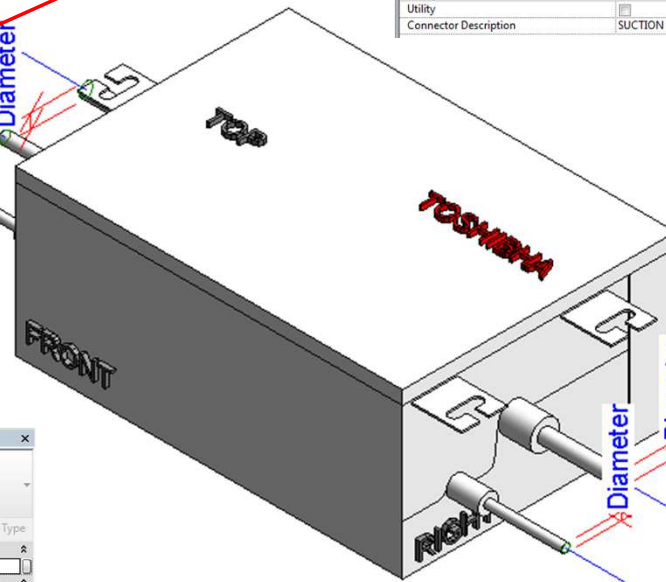 Utility
Connector Description SUCTION
Diameter
TOP
TOSHIBA
FRONT
Diameter
RIGHT
Type